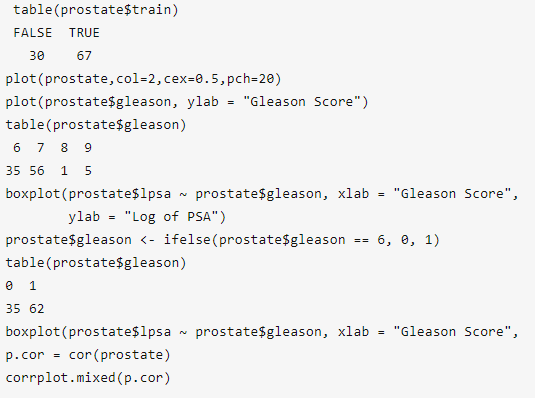 table(prostate$train)
FALSE  TRUE
   30    67
plot(prostate,col=2,cex=0.5,pch=20)
plot(prostate$gleason, ylab = "Gleason Score")
table(prostate$gleason)
 6  7  8  9
35 56  1  5
boxplot(prostate$lpsa ~ prostate$gleason, xlab = "Gleason Score",
        ylab = "Log of PSA")
prostate$gleason <- ifelse(prostate$gleason == 6, 0, 1)
table(prostate$gleason)
0  1
35 62
boxplot(prostate$lpsa ~ prostate$gleason, xlab = "Gleason Score",
p.cor = cor(prostate)
corrplot.mixed(p.cor)